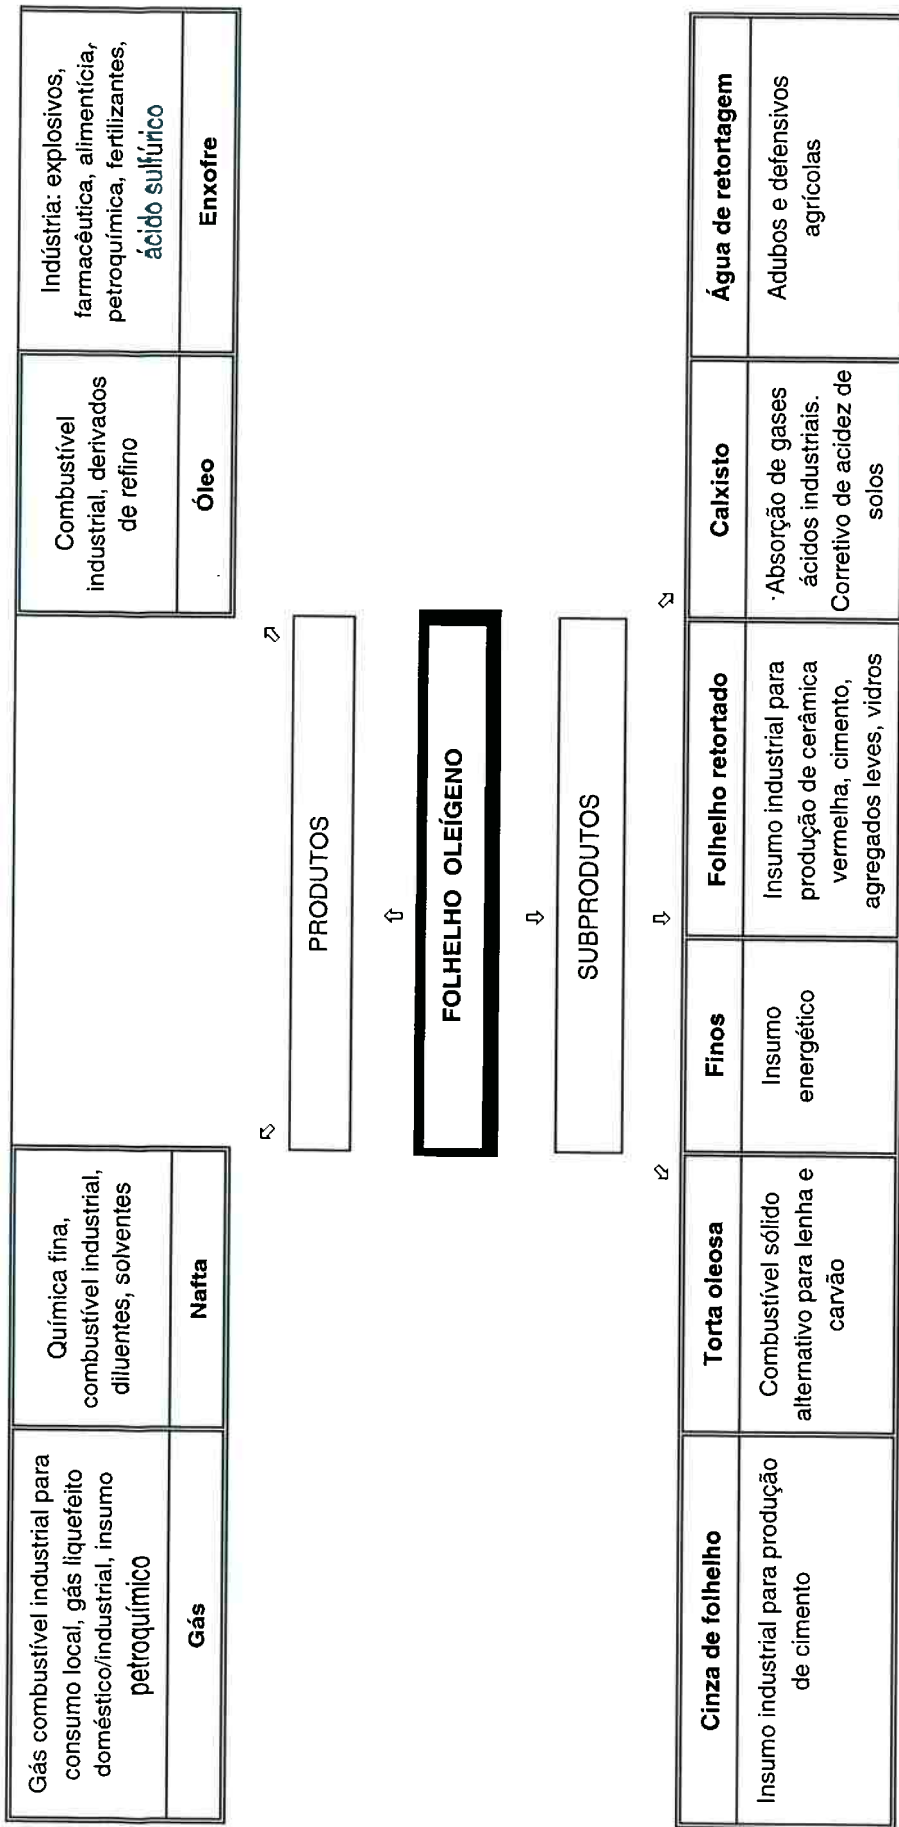 Gás combustível industrial para
consumo local, gás liquefeito
doméstico/industrial, insumo
petroquímico
Gás
Química fina,
combustível industrial,
diluentes, solventes
Nafta
Combustível
industrial, derivados
de refino
Óleo
Indústria: explosivos,
farmacêutica, alimentícia,
petroquímica, fertilizantes,
ácido sulfúrico
Enxofre
PRODUTOS
FOLHELHO OLEÍGENO
SUBPRODUTOS
Cinza de folhelho
Insumo industrial para produção
de cimento
Torta oleosa
Combustível sólido
alternativo para lenha e
carvão
Finos
Insumo
energético
Folhelho retortado
Insumo industrial para
produção de cerâmica
vermelha, cimento,
agregados leves, vidros
Calxisto
Absorção de gases
ácidos industriais.
Corretivo de acidez de
solos
Água de retortagem
Adubos e defensivos
agrícolas